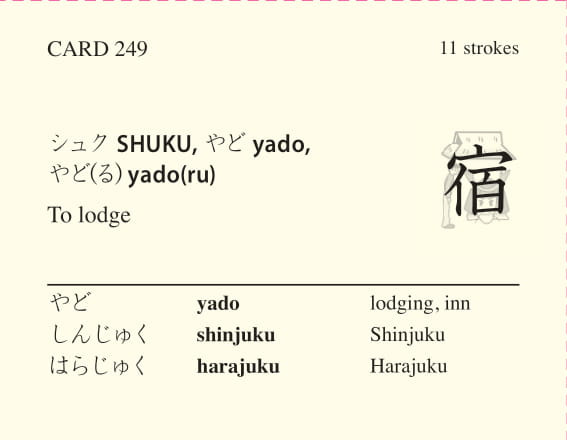 CARD 249 11 strokes
シュク SHUKU, やど yado,
やど(る) yado(ru)
To lodge
宿
やど yado lodging, inn
しんじゅく shinjuku Shinjuku
はらじゅく harajuku Harajuku